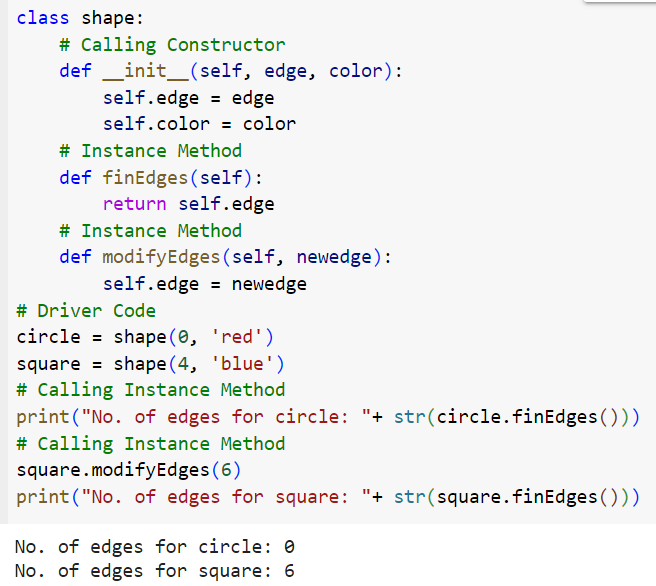 class shape:
    # Calling Constructor
    def __init__(self, edge, color):
        self.edge = edge
        self.color = color
    # Instance Method
    def finEdges(self):
        return self.edge
    # Instance Method
    def modifyEdges(self, newedge):
        self.edge = newedge
# Driver Code
circle = shape(0, 'red')
square = shape(4, 'blue')
# Calling Instance Method
print("No. of edges for circle: "+ str(circle.finEdges()))
# Calling Instance Method
square.modifyEdges(6)
print("No. of edges for square: "+ str(square.finEdges()))
No. of edges for circle: 0
No. of edges for square: 6